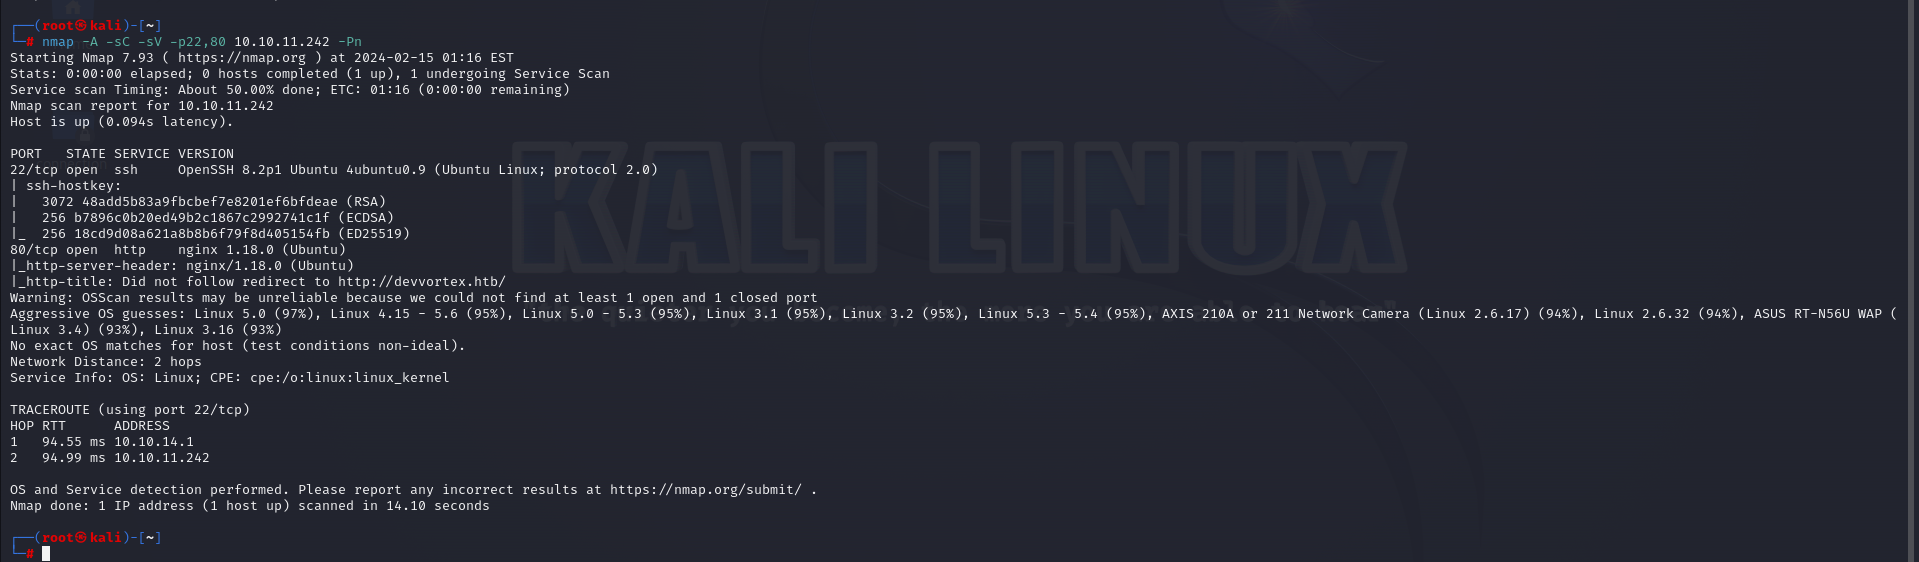 ┌──(root㉿kali)-[~]
└─# nmap -A -sC -sV -p22,80 10.10.11.242 -Pn
Starting Nmap 7.93 ( https://nmap.org ) at 2024-02-15 01:16 EST
Stats: 0:00:00 elapsed; 0 hosts completed (1 up), 1 undergoing Service Scan
Service scan Timing: About 50.00% done; ETC: 01:16 (0:00:00 remaining)
Nmap scan report for 10.10.11.242
Host is up (0.094s latency).
PORT   STATE SERVICE VERSION
22/tcp open  ssh     OpenSSH 8.2p1 Ubuntu 4ubuntu0.9 (Ubuntu Linux; protocol 2.0)
| ssh-hostkey:
|   3072 48add5b83a9fbcbef7e8201ef6bfdeae (RSA)
|   256 b7896c0b20ed49b2c1867c2992741c1f (ECDSA)
|_  256 18cd9d08a621a8b8b6f79f8d405154fb (ED25519)
80/tcp open  http    nginx 1.18.0 (Ubuntu)
|_http-server-header: nginx/1.18.0 (Ubuntu)
|_http-title: Did not follow redirect to http://devvortex.htb/
Warning: OSScan results may be unreliable because we could not find at least 1 open and 1 closed port
Aggressive OS guesses: Linux 5.0 (97%), Linux 4.15 - 5.6 (95%), Linux 5.0 - 5.3 (95%), Linux 3.1 (95%), Linux 3.2 (95%), Linux 5.3 - 5.4 (95%), AXIS 210A or 211 Network Camera (Linux 2.6.17) (94%), Linux 2.6.32 (94%), ASUS RT-N56U WAP (
Linux 3.4) (93%), Linux 3.16 (93%)
No exact OS matches for host (test conditions non-ideal).
Network Distance: 2 hops
Service Info: OS: Linux; CPE: cpe:/o:linux:linux_kernel
TRACEROUTE (using port 22/tcp)
HOP RTT      ADDRESS
1   94.55 ms 10.10.14.1
2   94.99 ms 10.10.11.242
OS and Service detection performed. Please report any incorrect results at https://nmap.org/submit/ .
Nmap done: 1 IP address (1 host up) scanned in 14.10 seconds
┌──(root㉿kali)-[~]
└─#
KALI LINUX